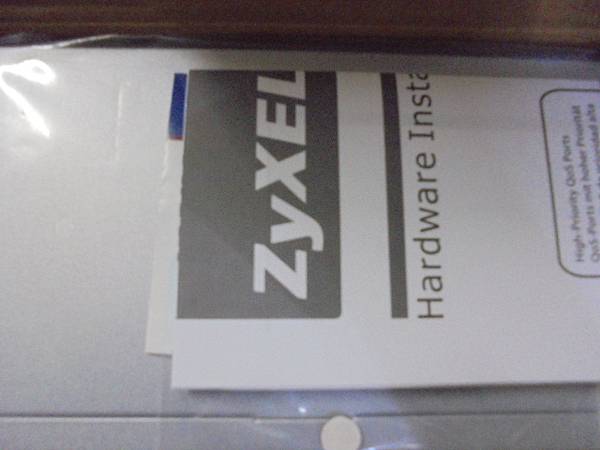 ZyXEL
Hardware Insta
High-Priority QoS Ports
QoS-Ports mit hoher Priorität